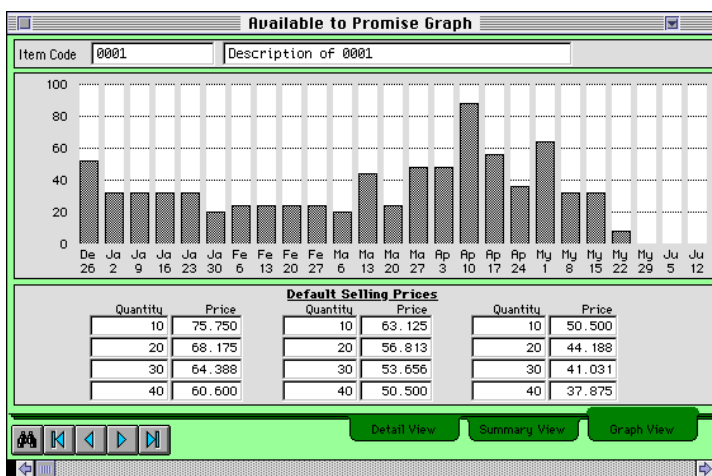 Available to Promise Graph
Item Code 0001 Description of 0001
100
80
60
40
20
0
De Ja Ja Ja Ja Ja Fe Fe Fe Fe Ma Ma Ma Ma Ap Ap Ap Ap My My My My My Ju Ju
26 2 9 16 23 30 6 13 20 27 6 13 20 27 3 10 17 24 1 8 15 22 29 5 12
Default Selling Prices
Quantity Price Quantity Price Quantity Price
10 75.750 10 63.125 10 50.500
20 68.175 20 56.813 20 44.188
30 64.388 30 53.656 30 41.031
40 60.600 40 50.500 40 37.875
Detail View Summary View Graph View